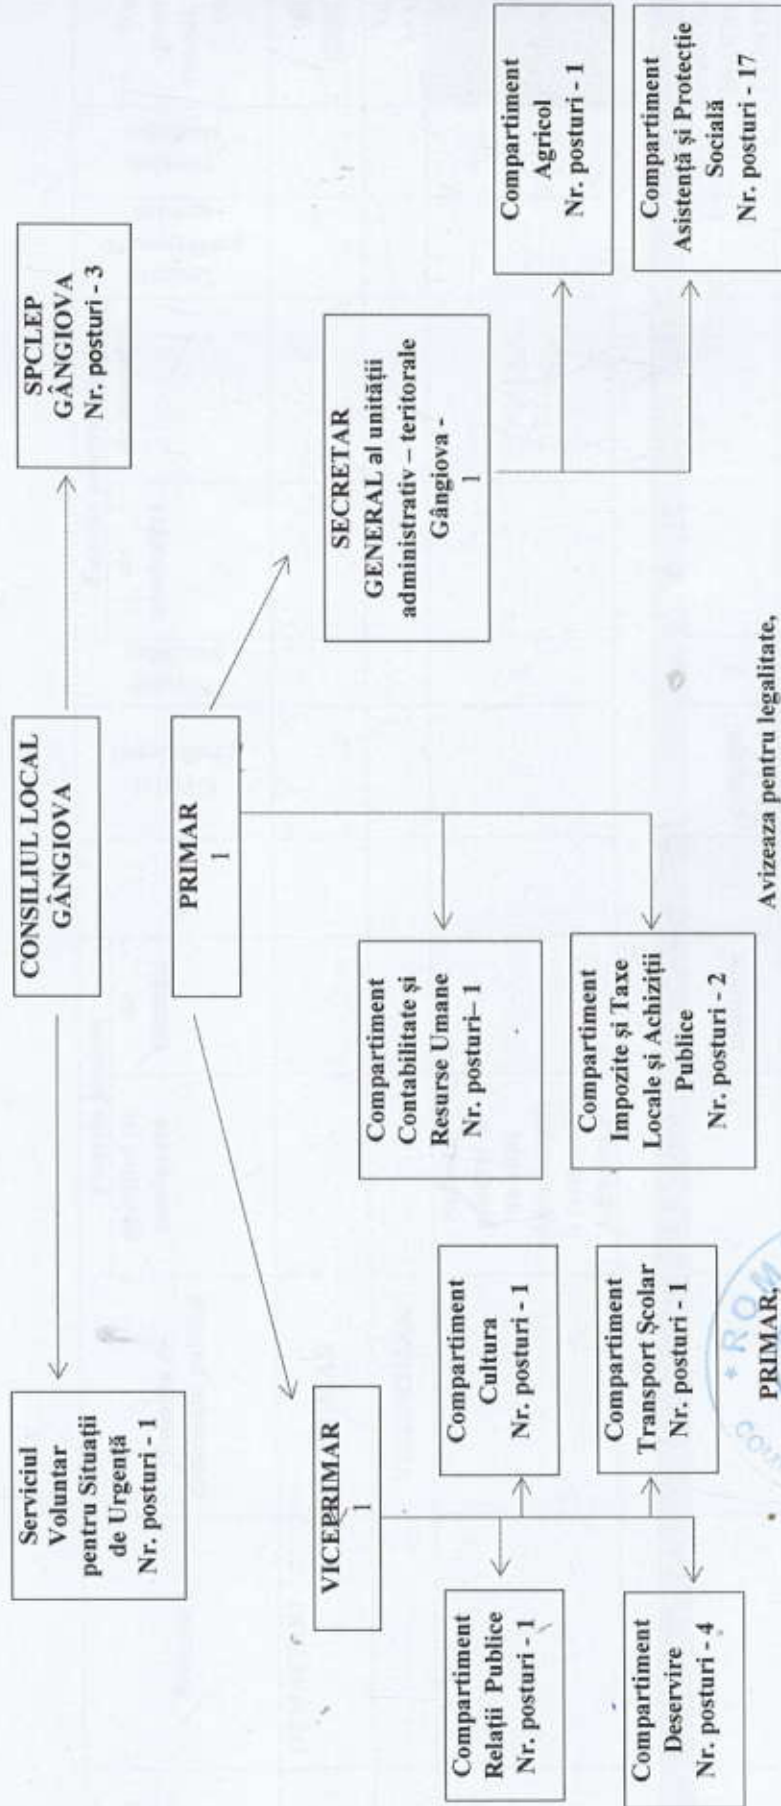 CONSILIUL LOCAL
GÂNGIOVA
Serviciul
Voluntar
pentru Situații
de Urgență
Nr. posturi - 1
SPCLEP
GÂNGIOVA
Nr. posturi - 3
PRIMAR
1
VICEPRIMAR
1
SECRETAR
GENERAL al unității
administrativ – teritorale
Gângiova -
1
Compartiment
Relații Publice
Nr. posturi - 1
Compartiment
Cultura
Nr. posturi - 1
Compartiment
Deservire
Nr. posturi - 4
Compartiment
Transport Școlar
Nr. posturi - 1
Compartiment
Contabilitate și
Resurse Umane
Nr. posturi– 1
Compartiment
Impozite și Taxe
Locale și Achiziții
Publice
Nr. posturi - 2
Compartiment
Agricol
Nr. posturi - 1
Compartiment
Asistență și Protecție
Socială
Nr. posturi - 17
PRIMAR,
Avizeaza pentru legalitate,